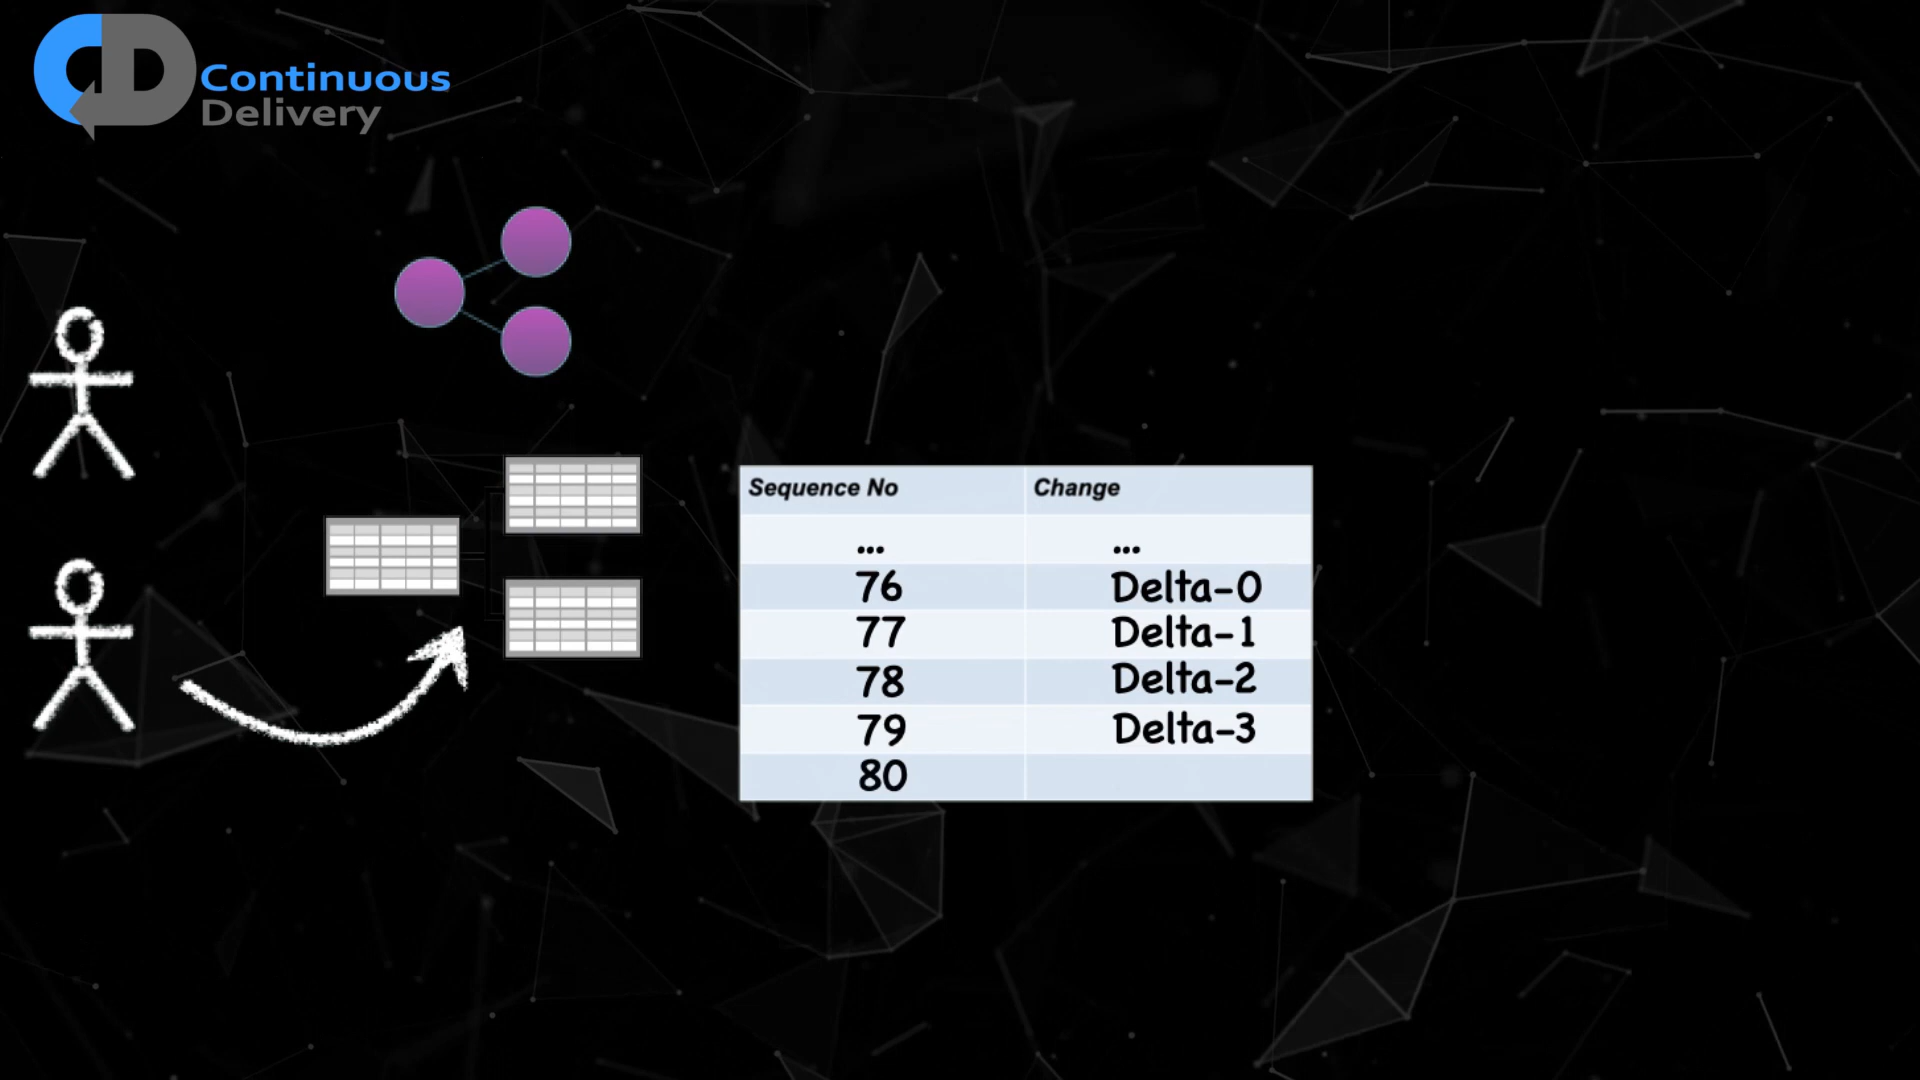 Continuous
Delivery
Sequence No Change
... ...
76 Delta-0
77 Delta-1
78 Delta-2
79 Delta-3
80